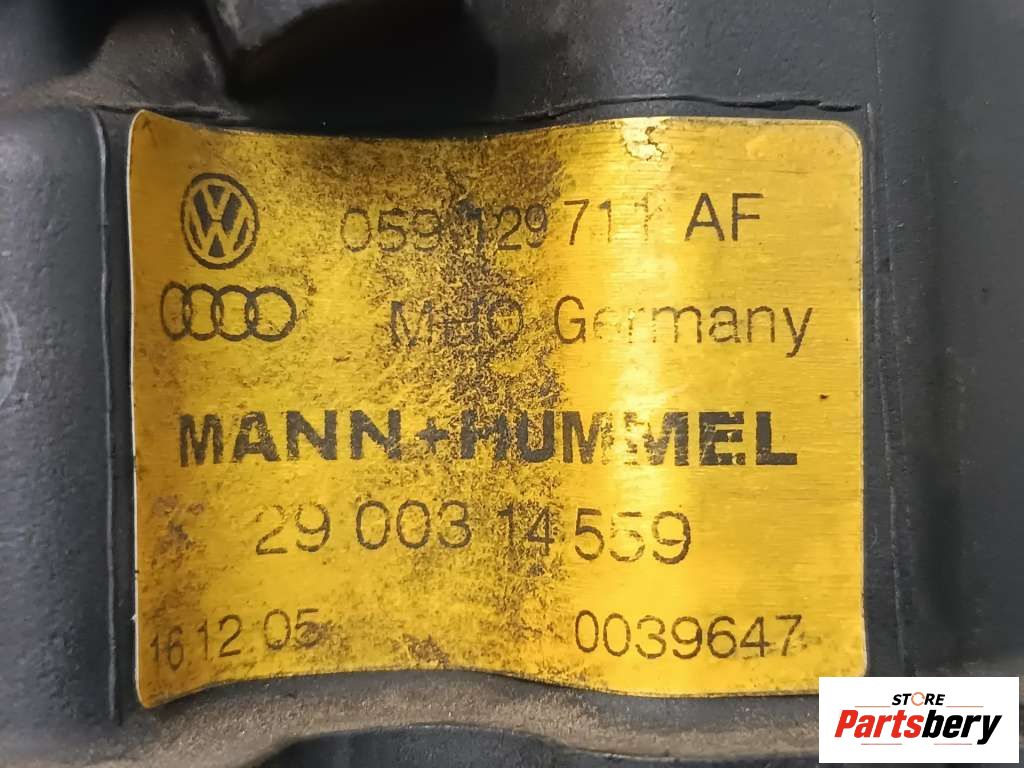 059 129 711 AF
Germany
MANN+HUMMEL
29 003 14 559
16 12 05 0039647
STORE
Partsbery